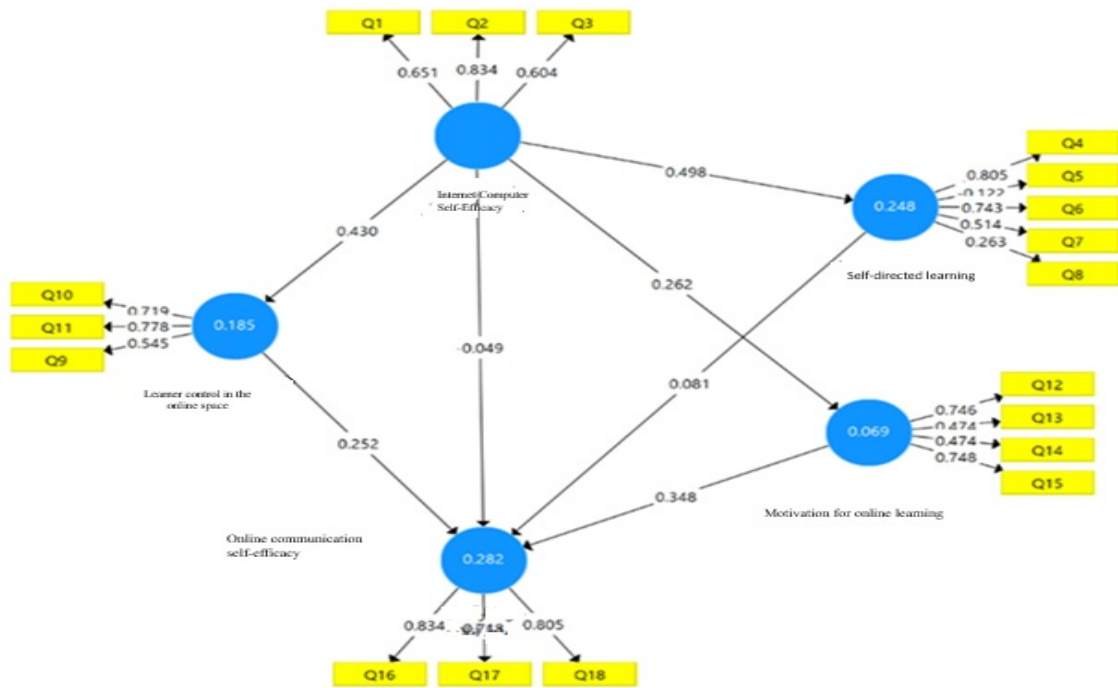 Q1
Q2
Q3
0.651
0.834
0.604
Internet/Computer
Self-Efficacy
0.498
Q4
Q5
Q6
Q7
Q8
0.805
-0.122
0.743
0.514
0.263
0.248
Self-directed learning
0.430
0.262
Q10
Q11
Q9
0.719
0.778
0.545
0.185
Learner control in the
online space
-0.049
0.081
0.252
0.348
Q12
Q13
Q14
Q15
0.746
0.474
0.474
0.748
0.069
Motivation for online learning
Online communication
self-efficacy
0.282
0.834
0.805
Q16
Q17
Q18